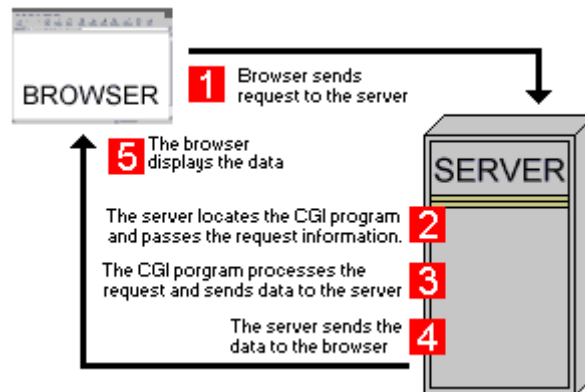 BROWSER
1
Browser sends
request to the server
5
The browser
displays the data
SERVER
The server locates the CGI program
and passes the request information.
2
The CGI porgram processes the
request and sends data to the server
3
The server sends the
data to the browser
4